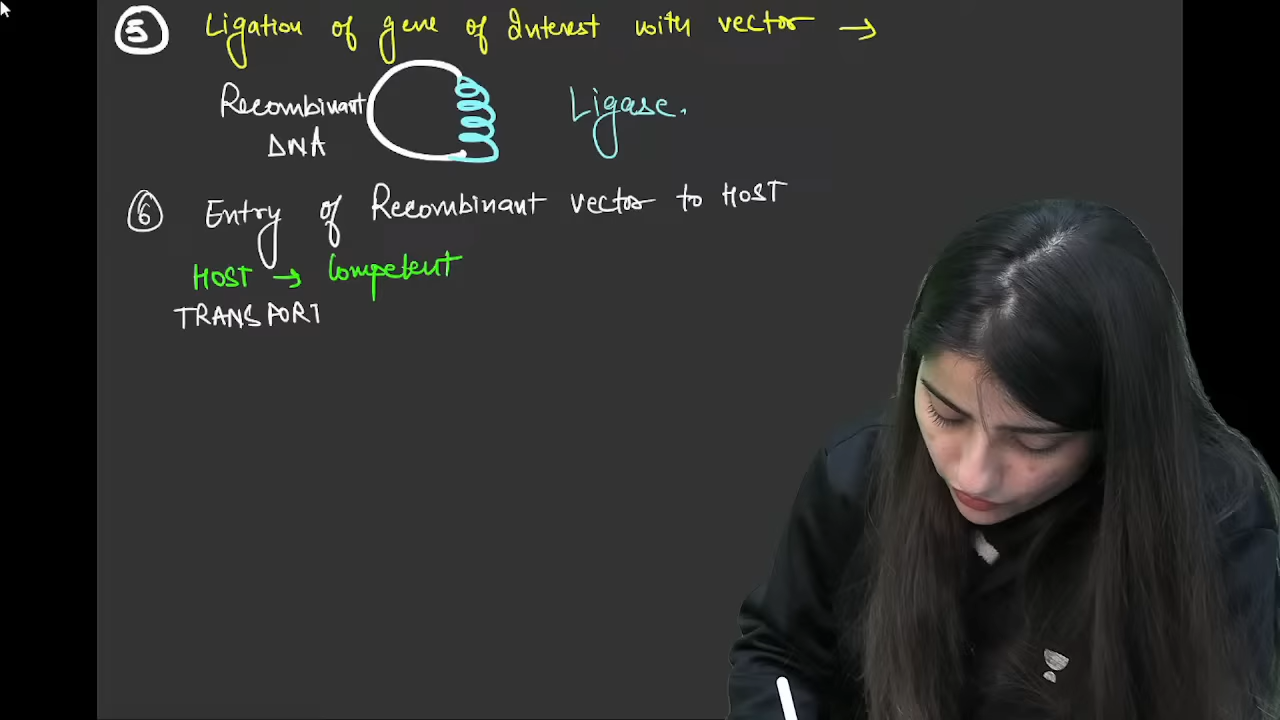 5 Ligation of gene of Interest with vector →
Recombinant
DNA
Ligase.
6 Entry of Recombinant vector to HOST
HOST → Competent
TRANSPORT